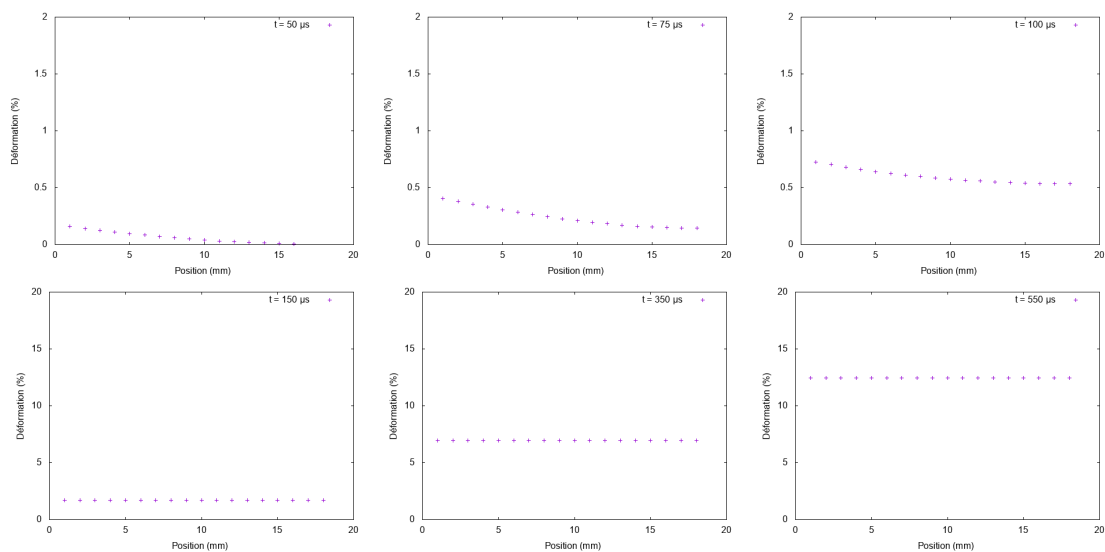 2
t = 50 µs
1.5
Déformation (%)
1
0.5
0
0 5 10 15 20
Position (mm)
2
t = 75 µs
1.5
Déformation (%)
1
0.5
0
0 5 10 15 20
Position (mm)
2
t = 100 µs
1.5
Déformation (%)
1
0.5
0
0 5 10 15 20
Position (mm)
20
t = 150 µs
15
Déformation (%)
10
5
0
0 5 10 15 20
Position (mm)
20
t = 350 µs
15
Déformation (%)
10
5
0
0 5 10 15 20
Position (mm)
20
t = 550 µs
15
Déformation (%)
10
5
0
0 5 10 15 20
Position (mm)